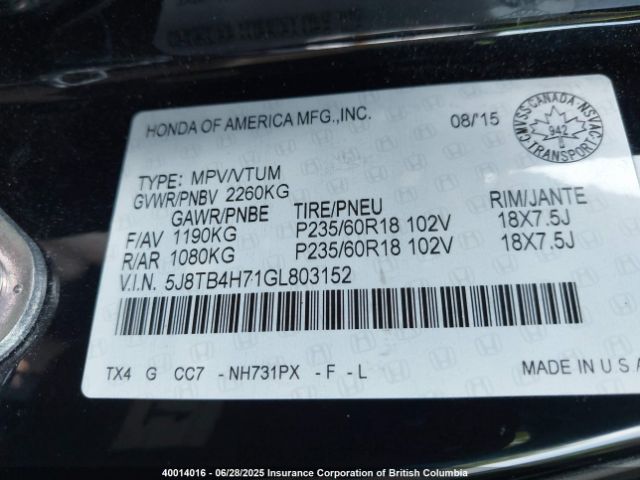 HONDA OF AMERICA MFG.,INC.
08/'15
CMVSS CANADA-NSVAC
942
TRANSPORT
TYPE: MPV/VTUM
GVWR/PNBV 2260KG
GAWR/PNBE TIRE/PNEU RIM/JANTE
F/AV 1190KG P235/60R18 102V 18X7.5J
R/AR 1080KG P235/60R18 102V 18X7.5J
V.I.N. 5J8TB4H71GL803152
TX4 G CC7 -NH731PX -F -L MADE IN U S A
40014016 — 06/28/2025 Insurance Corporation of British Columbia